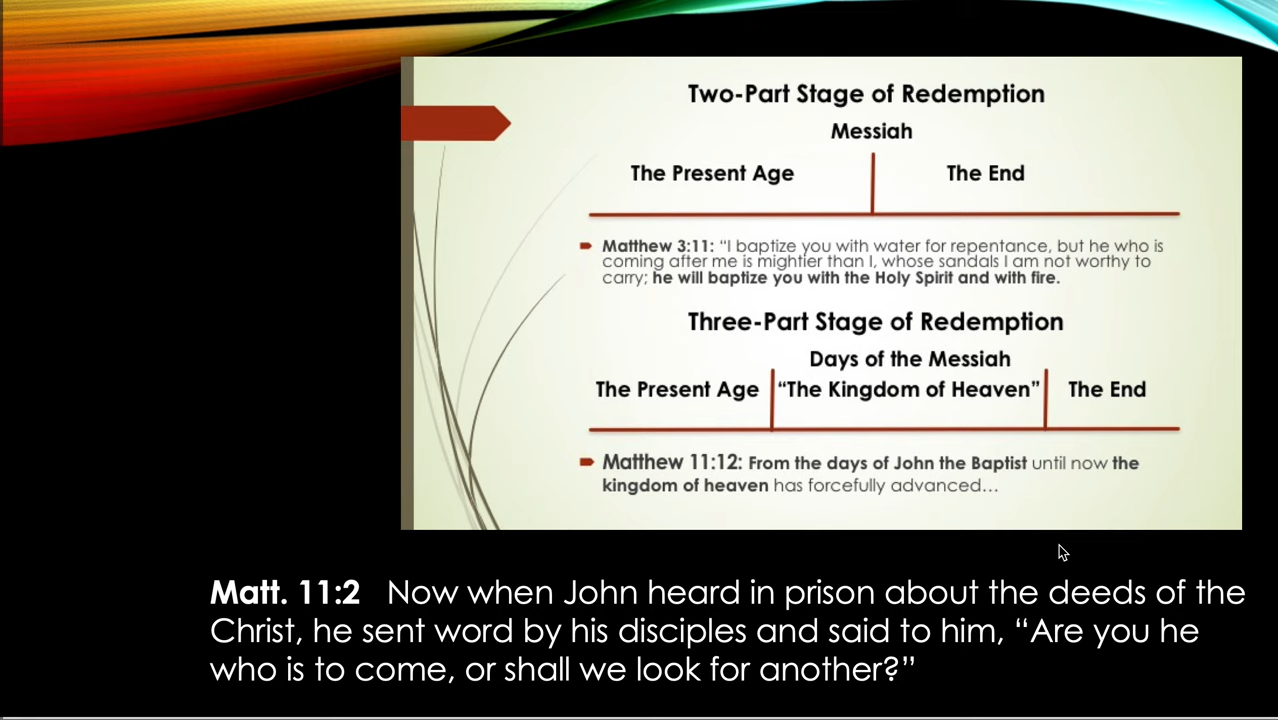 Two-Part Stage of Redemption
Messiah
The Present Age The End
Matthew 3:11: “I baptize you with water for repentance, but he who is
coming after me is mightier than I, whose sandals I am not worthy to
carry; he will baptize you with the Holy Spirit and with fire.
Three-Part Stage of Redemption
Days of the Messiah
The Present Age “The Kingdom of Heaven” The End
Matthew 11:12: From the days of John the Baptist until now the
kingdom of heaven has forcefully advanced…
Matt. 11:2 Now when John heard in prison about the deeds of the
Christ, he sent word by his disciples and said to him, “Are you he
who is to come, or shall we look for another?”